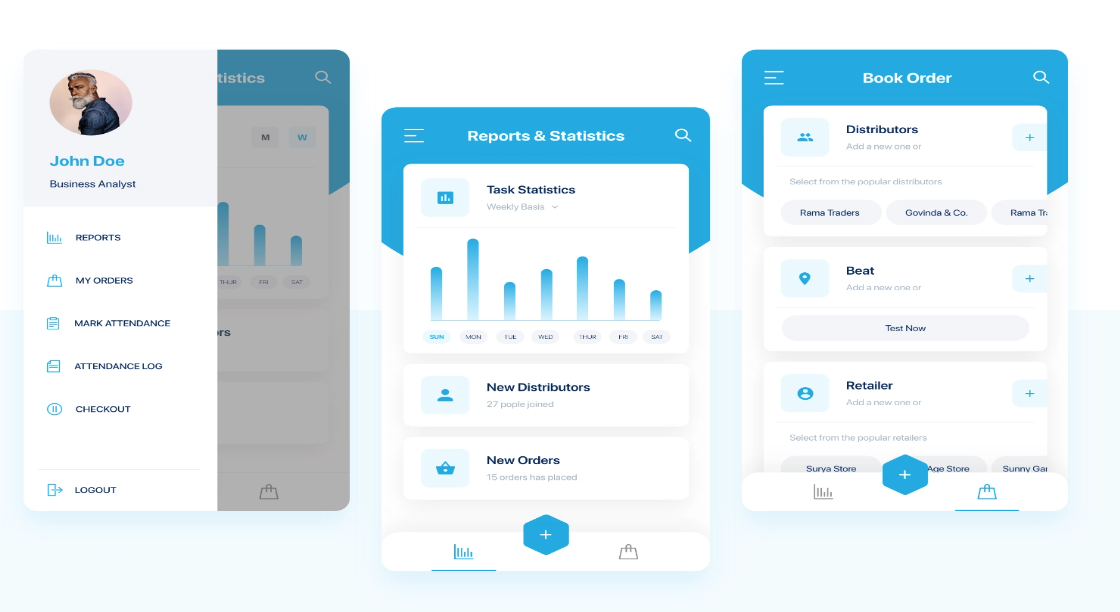 John Doe
Business Analyst
REPORTS
MY ORDERS
MARK ATTENDANCE
ATTENDANCE LOG
CHECKOUT
LOGOUT
tistics
M W
THUR FRI SAT
rs
Reports & Statistics
Task Statistics
Weekly Basis
SUN MON TUE WED THUR FRI SAT
New Distributors
27 pople joined
New Orders
15 orders has placed
Book Order
Distributors
Add a new one or
Select from the popular distributors
Rama Traders Govinda & Co. Rama Tra
Beat
Add a new one or
Test Now
Retailer
Add a new one or
Select from the popular retailers
Surya Store Age Store Sunny Gar